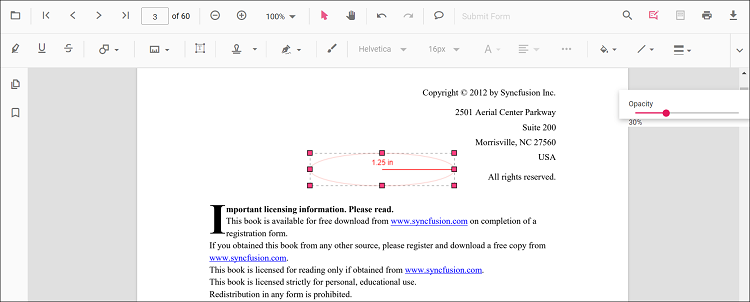 3 of 60 100% Submit Form
T Helvetica 16px A
Copyright © 2012 by Syncfusion Inc.
2501 Aerial Center Parkway
Suite 200
Morrisville, NC 27560
USA
All rights reserved.
Opacity
30%
1.25 in
Important licensing information. Please read.
This book is available for free download from www.syncfusion.com on completion of a
registration form.
If you obtained this book from any other source, please register and download a free copy from
www.syncfusion.com.
This book is licensed for reading only if obtained from www.syncfusion.com.
This book is licensed strictly for personal, educational use.
Redistribution in any form is prohibited.